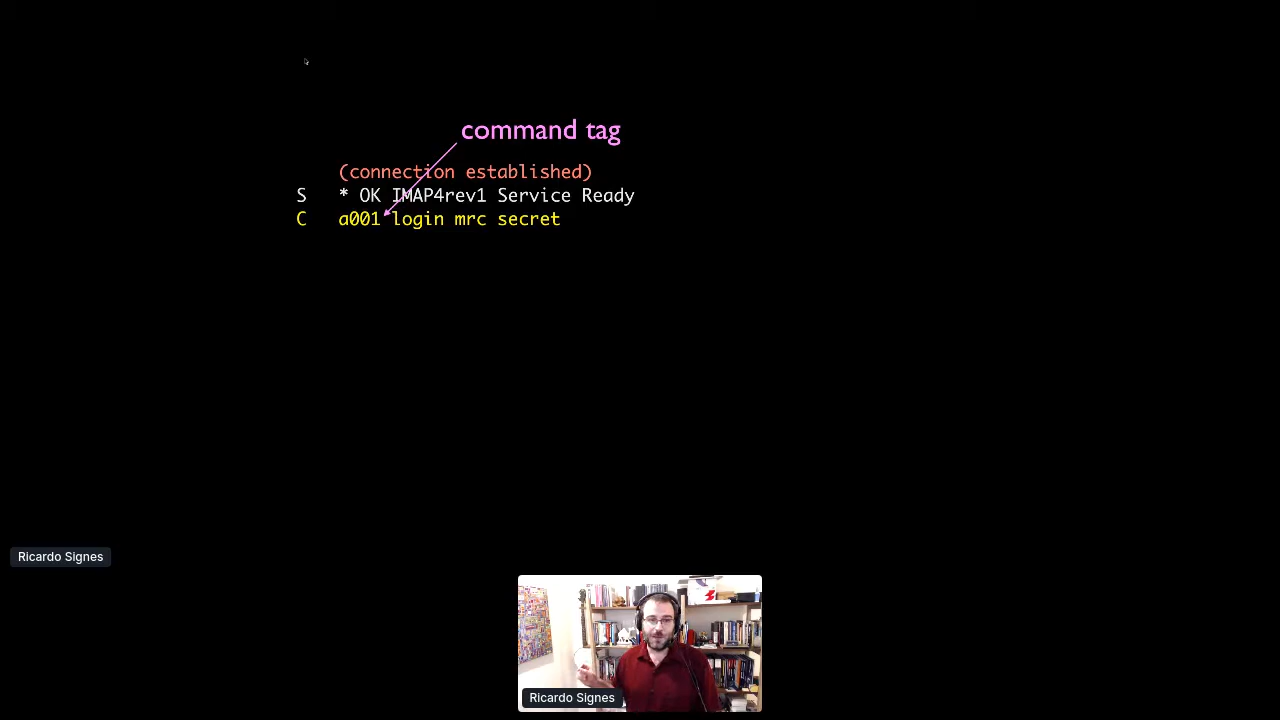 command tag
(connection established)
S * OK IMAP4rev1 Service Ready
C a001 login mrc secret
Ricardo Signes
Ricardo Signes